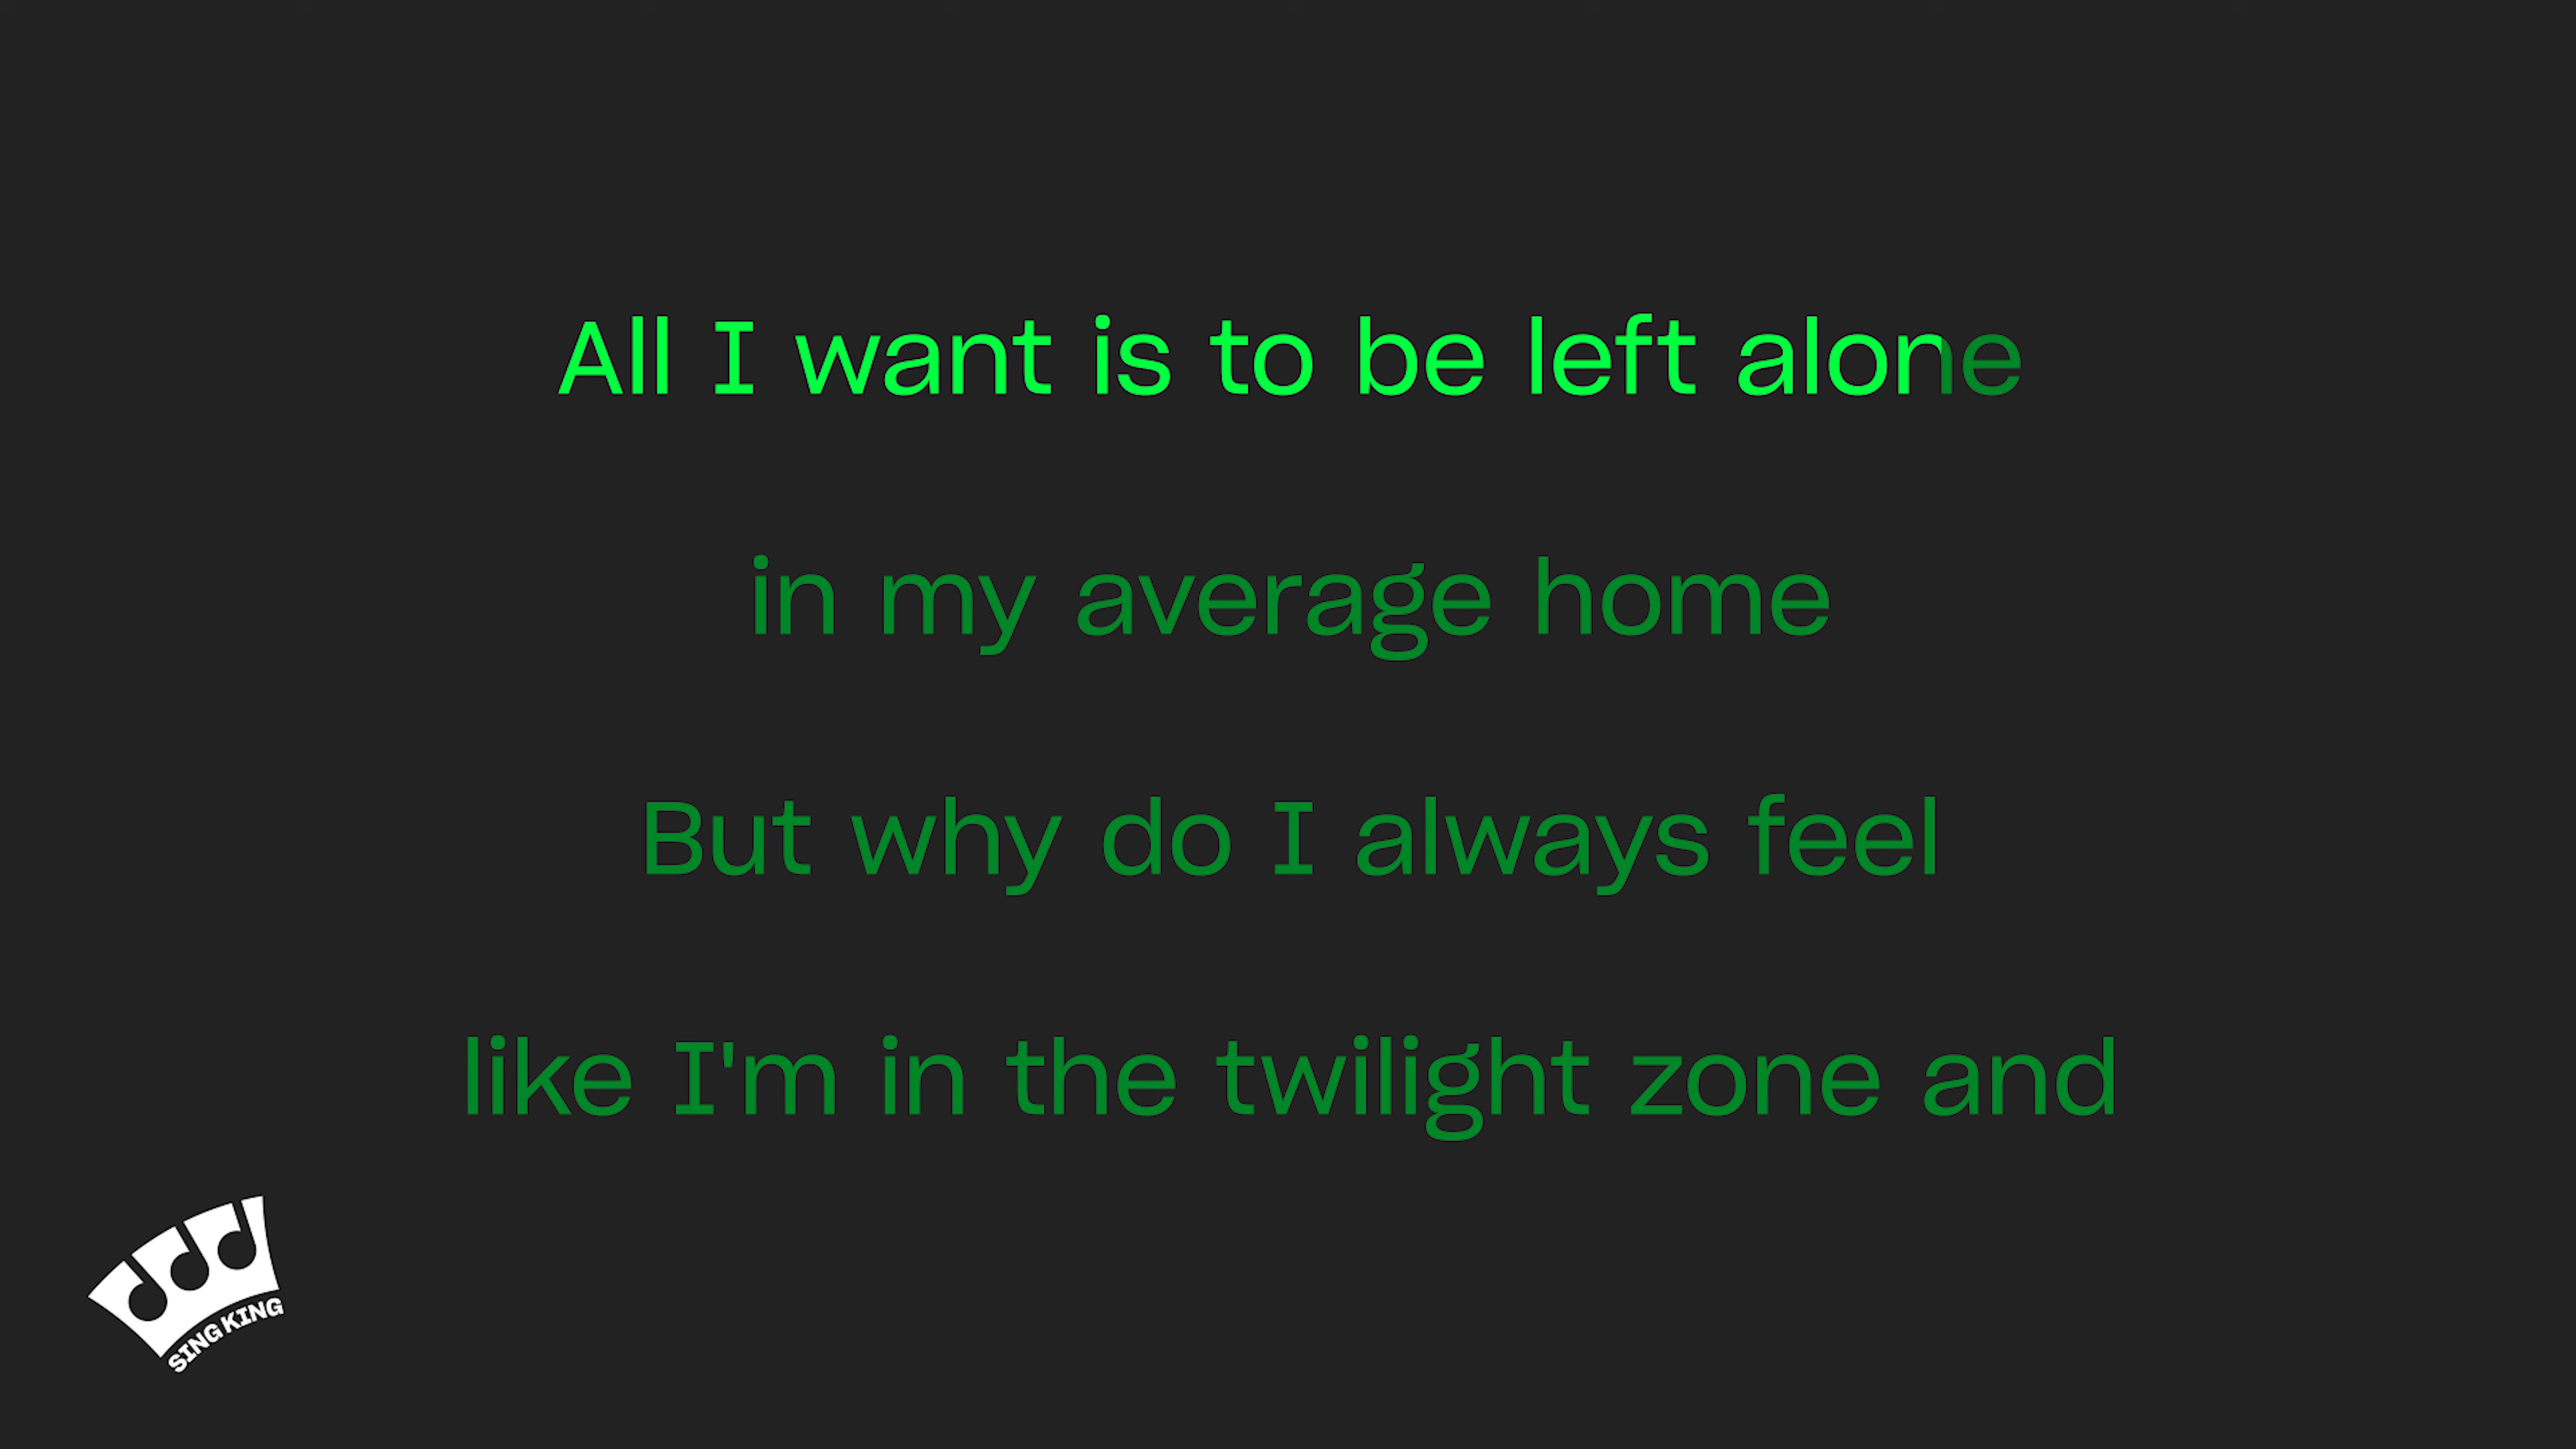 All I want is to be left alone
in my average home
But why do I always feel
like I'm in the twilight zone and
SING KING